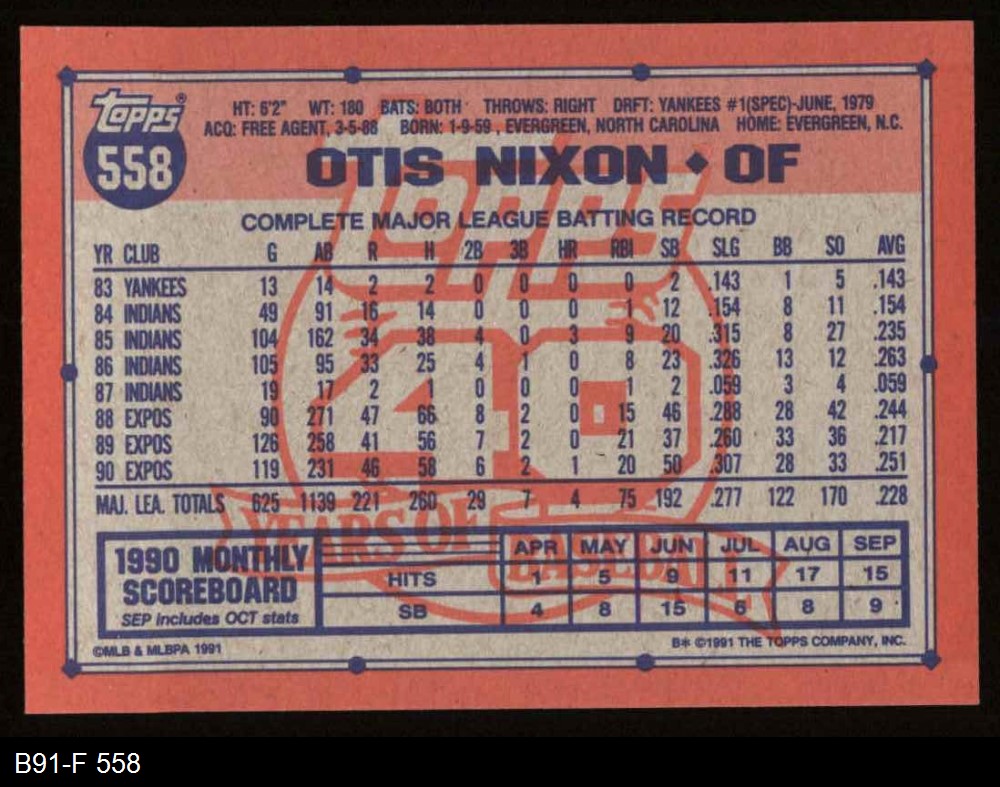 Topps®
558
HT: 6'2" WT: 180 BATS: BOTH THROWS: RIGHT DRFT: YANKEES #1(SPEC)-JUNE, 1979
ACQ: FREE AGENT, 3-5-88 BORN: 1-9-59 , EVERGREEN, NORTH CAROLINA HOME: EVERGREEN, N.C.
OTIS NIXON ◆ OF
COMPLETE MAJOR LEAGUE BATTING RECORD
YR CLUB G AB R H 2B 3B HR RBI SB SLG BB SO AVG
83 YANKEES 13 14 2 2 0 0 0 0 2 .143 1 5 .143
84 INDIANS 49 91 16 14 0 0 0 1 12 .154 8 11 .154
85 INDIANS 104 162 34 38 4 0 3 9 20 .315 8 27 .235
86 INDIANS 105 95 33 25 4 1 0 8 23 .326 13 12 .263
87 INDIANS 19 17 2 1 0 0 0 1 2 .059 3 4 .059
88 EXPOS 90 271 47 66 8 2 0 15 46 .288 28 42 .244
89 EXPOS 126 258 41 56 7 2 0 21 37 .260 33 36 .217
90 EXPOS 119 231 46 58 6 2 1 20 50 .307 28 33 .251
MAJ. LEA. TOTALS 625 1139 221 260 29 7 4 75 192 .277 122 170 .228
Topps
40
YEARS OF
BASEBALL
1990 MONTHLY
SCOREBOARD
SEP includes OCT stats
APR MAY JUN JUL AUG SEP
HITS 1 5 9 11 17 15
SB 4 8 15 6 8 9
©MLB & MLBPA 1991
B* ©1991 THE TOPPS COMPANY, INC.
B91-F 558